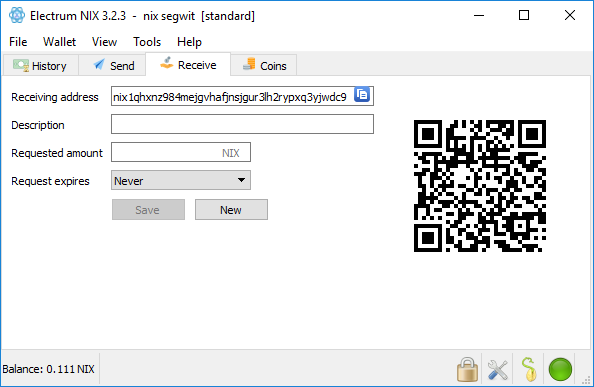 Electrum NIX 3.2.3 - nix segwit [standard]
File Wallet View Tools Help
History Send Receive Coins
Receiving address nix1qhxnz984mejgvhafjnsjgur3lh2rypxq3yjwdc9
Description
Requested amount NIX
Request expires Never
Save New
Balance: 0.111 NIX